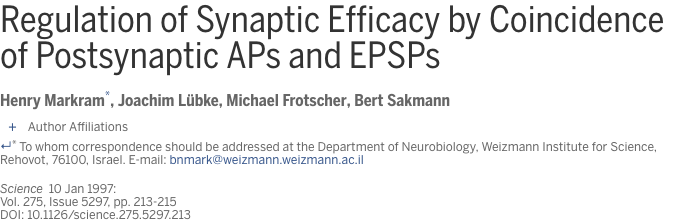 Regulation of Synaptic Efficacy by Coincidence
of Postsynaptic APs and EPSPs
Henry Markram*, Joachim Lübke, Michael Frotscher, Bert Sakmann
+ Author Affiliations
↵* To whom correspondence should be addressed at the Department of Neurobiology, Weizmann Institute for Science,
Rehovot, 76100, Israel. E-mail: bnmark@weizmann.weizmann.ac.il
Science 10 Jan 1997:
Vol. 275, Issue 5297, pp. 213-215
DOI: 10.1126/science.275.5297.213